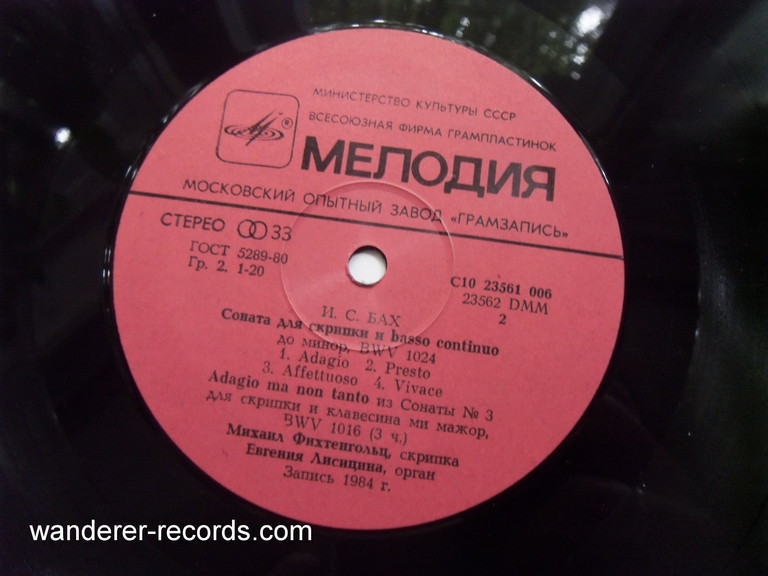 МИНИСТЕРСТВО КУЛЬТУРЫ СССР
ВСЕСОЮЗНАЯ ФИРМА ГРАМПЛАСТИНОК
®
МЕЛОДИЯ
МОСКОВСКИЙ ОПЫТНЫЙ ЗАВОД «ГРАМЗАПИСЬ»
СТЕРЕО 33
ГОСТ 5289-80
Гр. 2. 1-20
С10 23561 006
23562 DMM
2
И. С. БАХ
Соната для скрипки и basso continuo
до минор, BWV 1024
1. Adagio 2. Presto
3. Affettuoso 4. Vivace
Adagio ma non tanto из Сонаты № 3
для скрипки и клавесина ми мажор,
BWV 1016 (3 ч.)
Михаил Фихтенгольц, скрипка
Евгения Лисицина, орган
Запись 1984 г.
wanderer-records.com